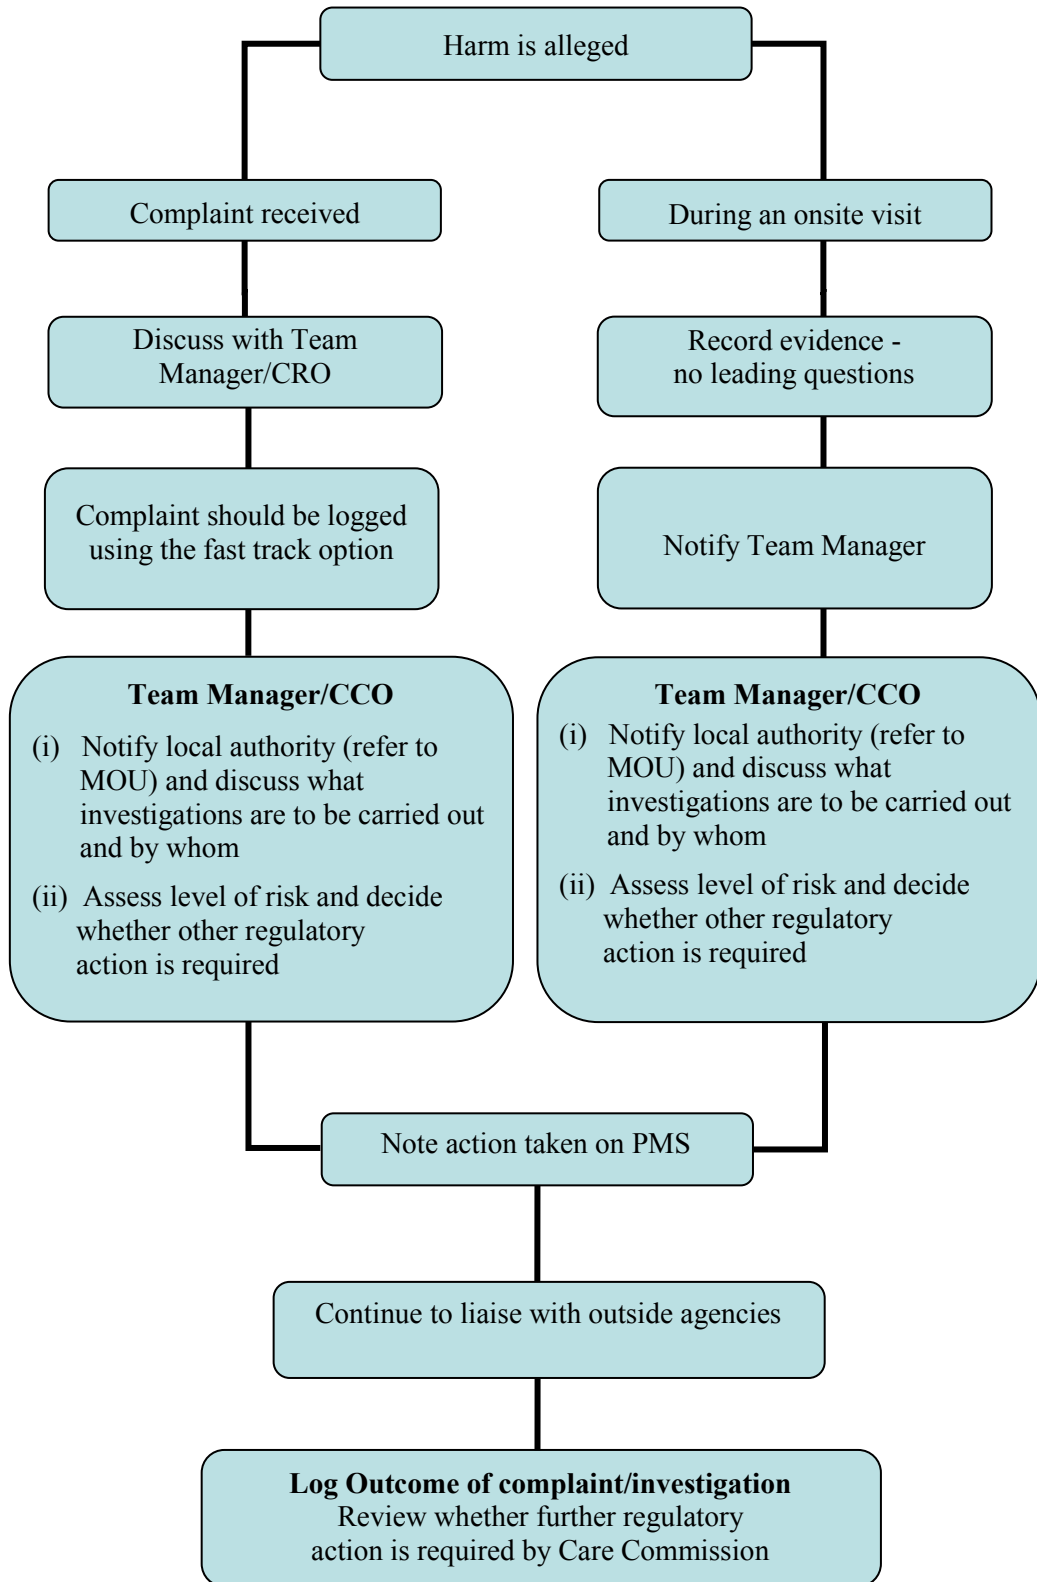 Harm is alleged
Complaint received
During an onsite visit
Discuss with Team
Manager/CRO
Record evidence -
no leading questions
Complaint should be logged
using the fast track option
Notify Team Manager
Team Manager/CCO
(i) Notify local authority (refer to
MOU) and discuss what
investigations are to be carried out
and by whom
(ii) Assess level of risk and decide
whether other regulatory
action is required
Team Manager/CCO
(i) Notify local authority (refer to
MOU) and discuss what
investigations are to be carried out
and by whom
(ii) Assess level of risk and decide
whether other regulatory
action is required
Note action taken on PMS
Continue to liaise with outside agencies
Log Outcome of complaint/investigation
Review whether further regulatory
action is required by Care Commission